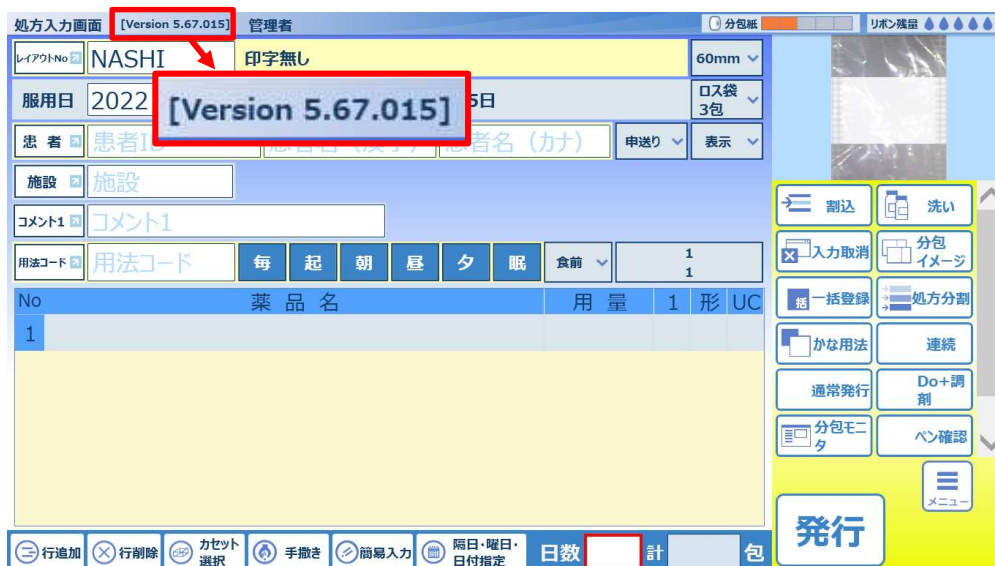 処方入力画面 [Version 5.67.015] 管理者 分包紙 リボン残量
レイアウトNo NASHI 印字無し 60mm
服用日 2022 5日 ロス袋 3包
[Version 5.67.015]
患者 患者ID 患者名 (カナ) 申送り 表示
施設 施設
コメント1 コメント1
用法コード 用法コード 毎 起 朝 昼 夕 眠 食前 1
1
No 薬品名 用量 1 形 UC
1
割込 洗い
入力取消 分包イメージ
括 一括登録 処方分割
かな用法 連続
通常発行 Do+調剤
分包モニタ ペン確認
メニュー
発行
行追加 行削除 カセット選択 手撒き 簡易入力 隔日・曜日・日付指定 日数 計 包